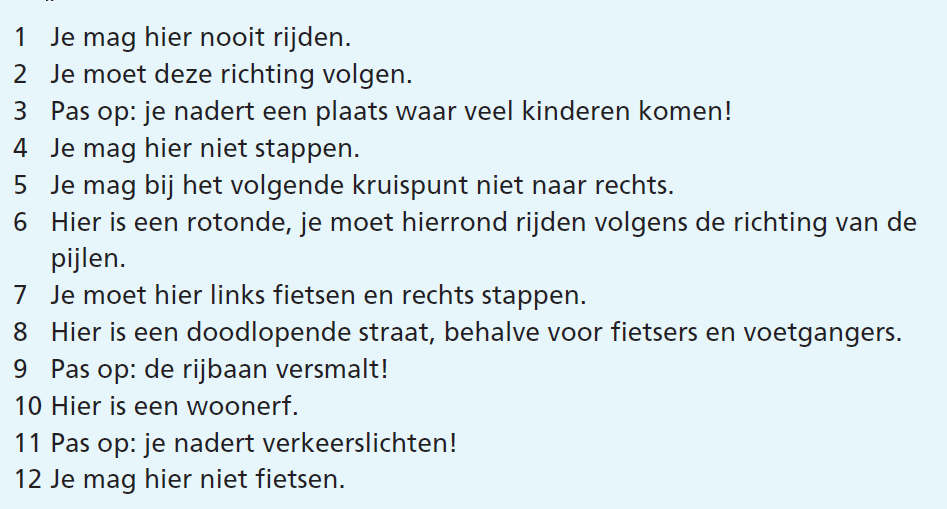 1 Je mag hier nooit rijden.
2 Je moet deze richting volgen.
3 Pas op: je nadert een plaats waar veel kinderen komen!
4 Je mag hier niet stappen.
5 Je mag bij het volgende kruispunt niet naar rechts.
6 Hier is een rotonde, je moet hierrond rijden volgens de richting van de
pijlen.
7 Je moet hier links fietsen en rechts stappen.
8 Hier is een doodlopende straat, behalve voor fietsers en voetgangers.
9 Pas op: de rijbaan versmalt!
10 Hier is een woonerf.
11 Pas op: je nadert verkeerslichten!
12 Je mag hier niet fietsen.